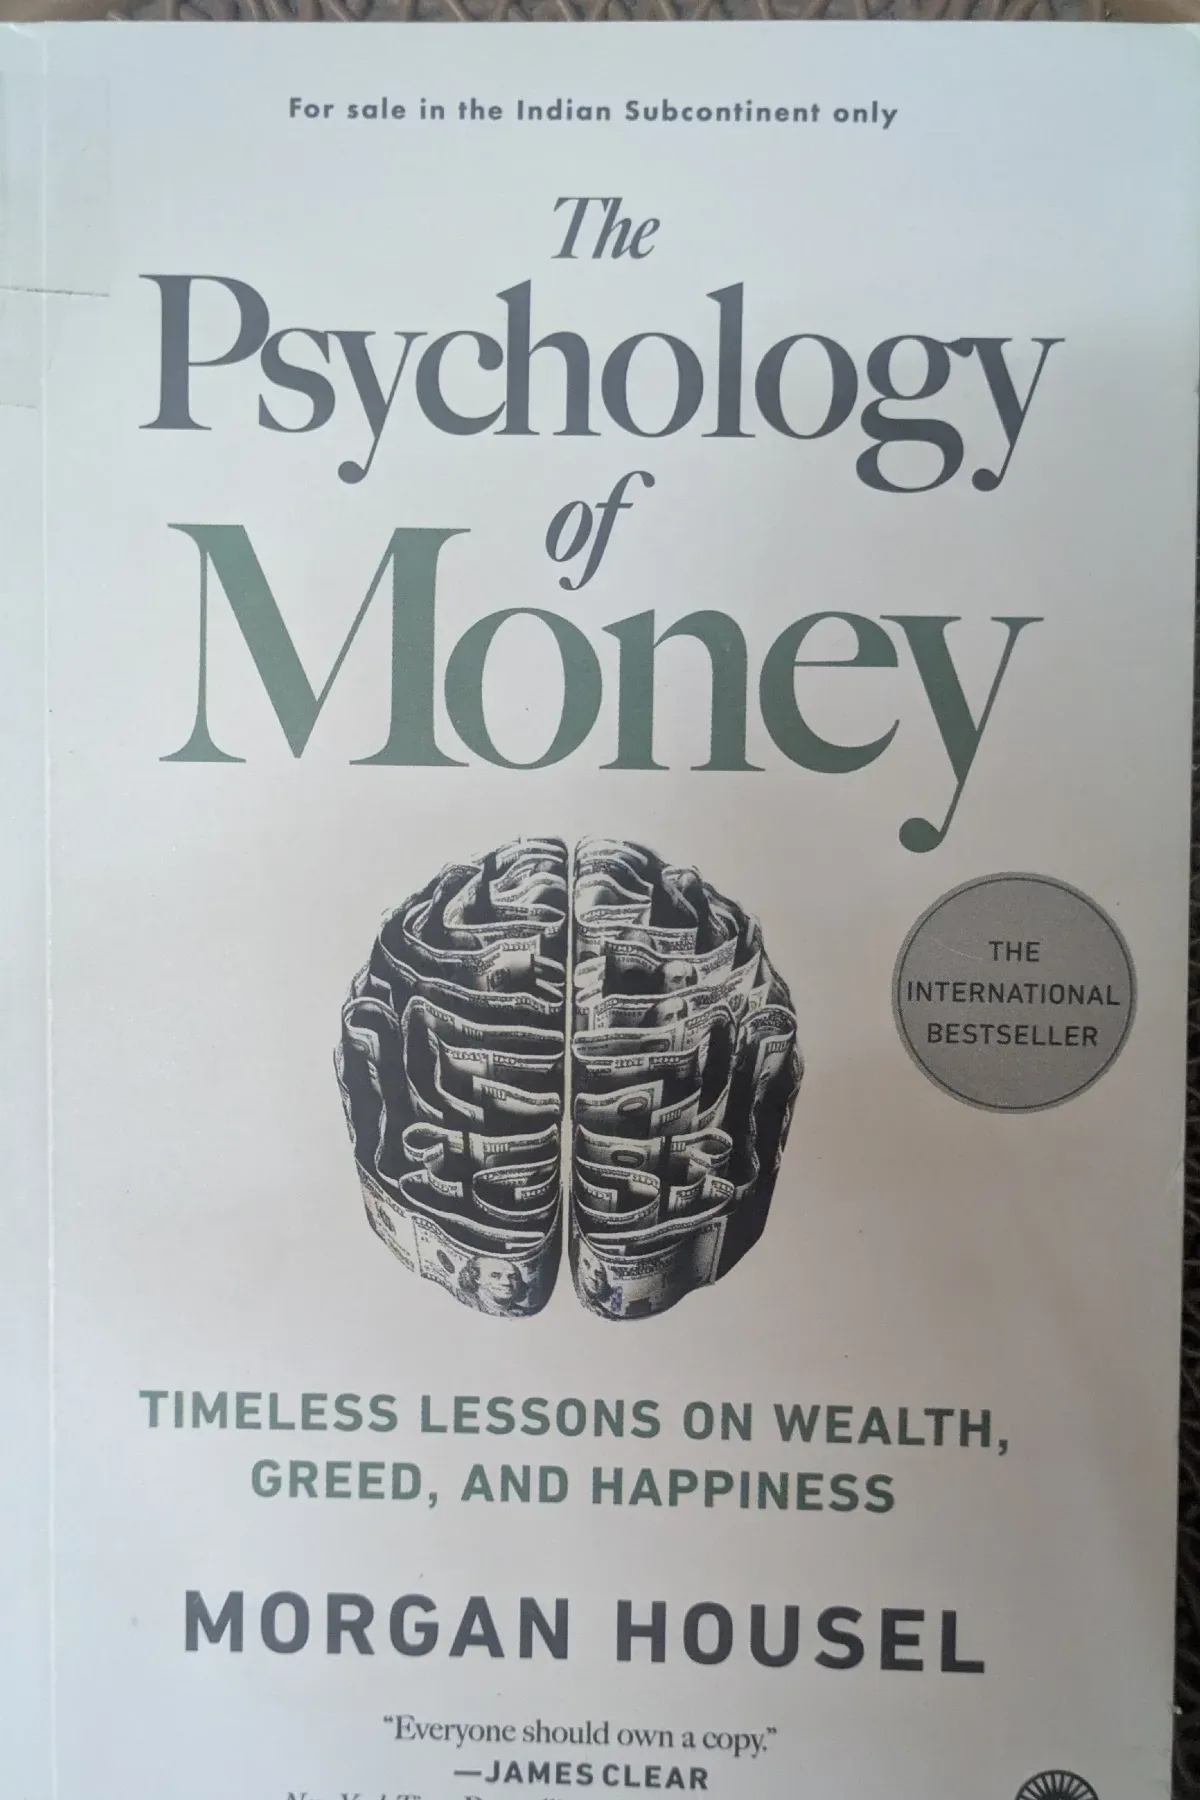 For sale in the Indian Subcontinent only
The
Psychology
of
Money
THE
INTERNATIONAL
BESTSELLER
TIMELESS LESSONS ON WEALTH,
GREED, AND HAPPINESS
MORGAN HOUSEL
“Everyone should own a copy.”
—JAMES CLEAR